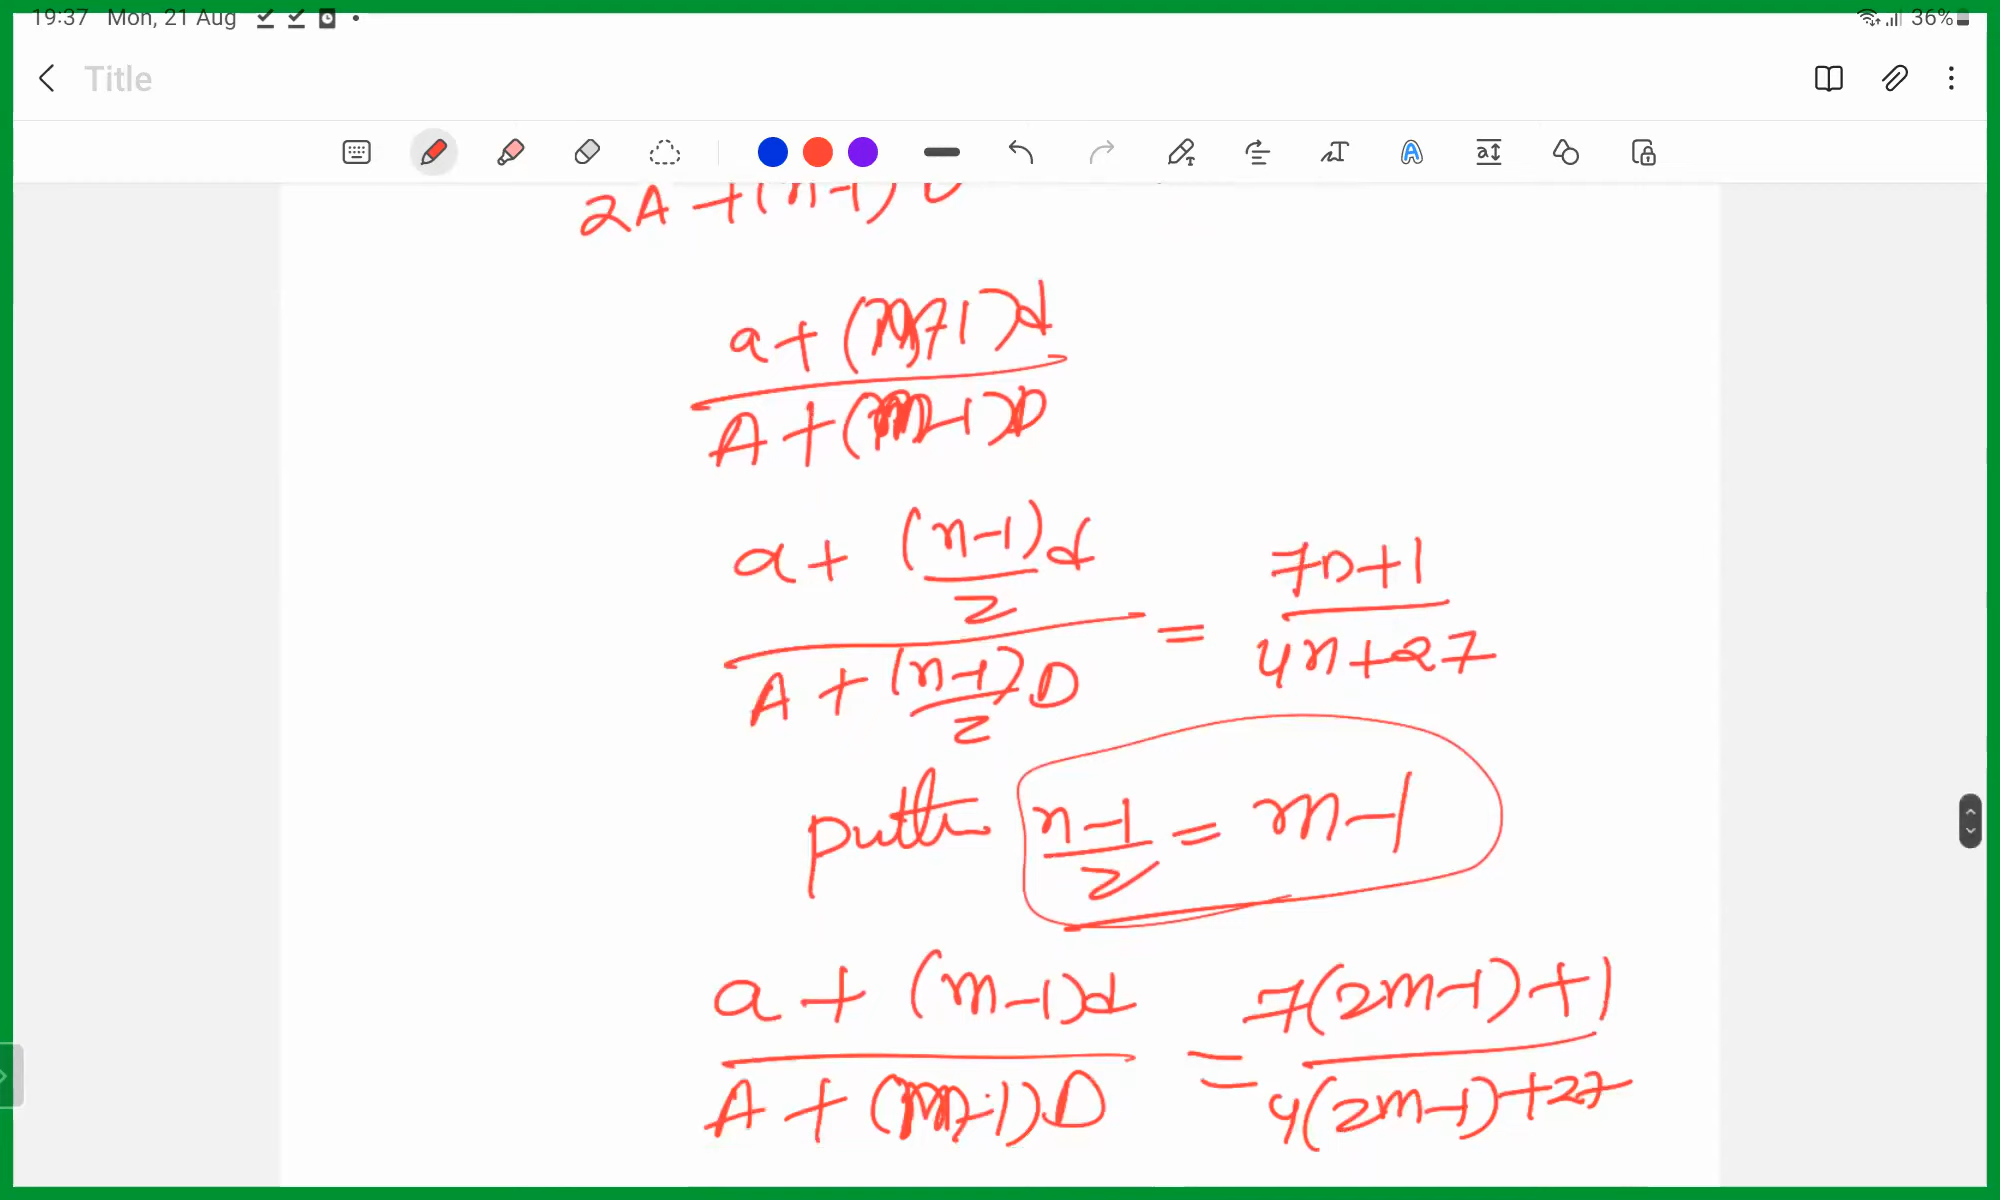 19:37 Mon, 21 Aug 36%
Title
2A+(n-1)D
a+(m-1)d
A+(m-1)D
a+ (n-1)d
2
A+(n-1)D
2
= 7n+1
4n+27
put n-1 = m-1
2
a+(m-1)d = 7(2m-1)+1
A+(m-1)D 4(2m-1)+27